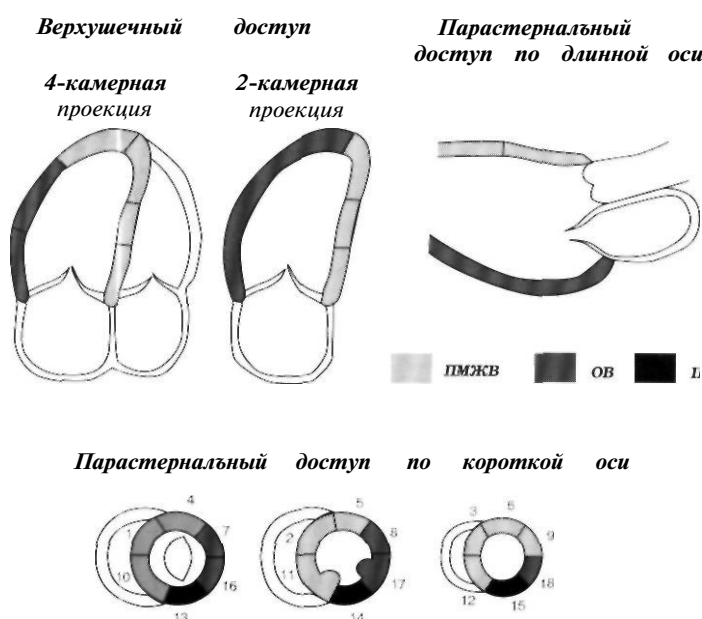 Верхушечный доступ
4-камерная 2-камерная
проекция проекция
Парастернальный
доступ по длинной оси
ПМЖВ ОВ
Парастернальный доступ по короткой оси
4 5 5
1 7 2 8 3 9
10 16 11 17 18
13 14 12 15